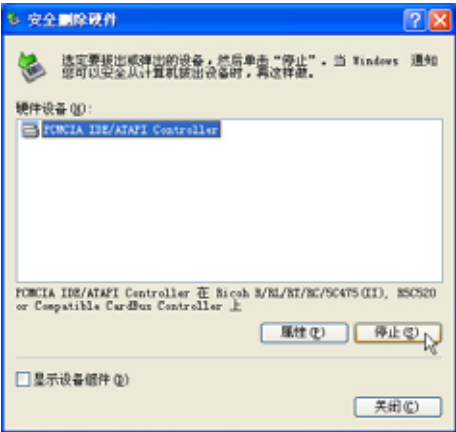 安全删除硬件
选定要拔出或弹出的设备，然后单击“停止”。当 Windows 通知
您可以安全从计算机拔出设备时，再这样做。
硬件设备(H):
PCMCIA IDE/ATAPI Controller
PCMCIA IDE/ATAPI Controller 在 Ricoh R/RL/RT/RC/5C475(II), R5C520
or Compatible CardBus Controller 上
属性(P)
停止(S)
显示设备组件(D)
关闭(C)